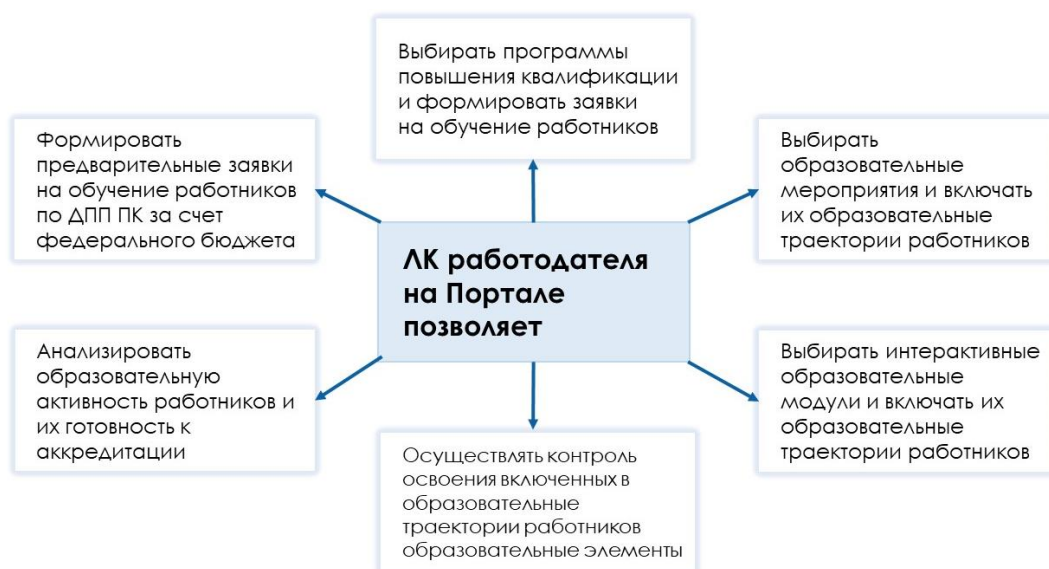 Выбирать программы
повышения квалификации
и формировать заявки
на обучение работников
Формировать
предварительные заявки
на обучение работников
по ДПП ПК за счет
федерального бюджета
Выбирать
образовательные
мероприятия и включать
их образовательные
траектории работников
ЛК работодателя
на Портале
позволяет
Анализировать
образовательную
активность работников и
их готовность к
аккредитации
Выбирать интерактивные
образовательные
модули и включать их
образовательные
траектории работников
Осуществлять контроль
освоения включенных в
образовательные
траектории работников
образовательные элементы